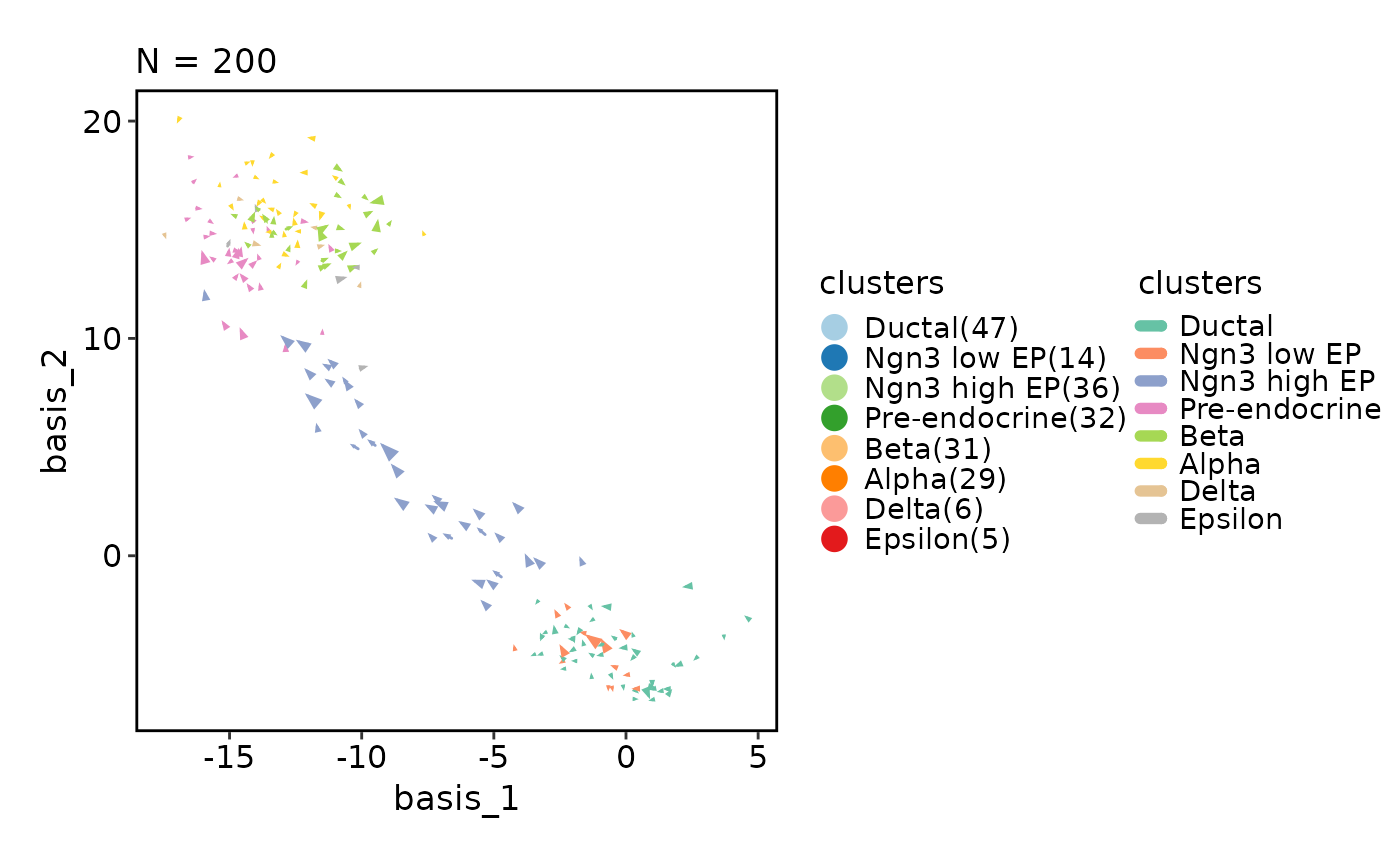 N = 200
20
10
0
basis_2
-15
-10
-5
0
5
basis_1
clusters
Ductal(47)
Ngn3 low EP(14)
Ngn3 high EP(36)
Pre-endocrine(32)
Beta(31)
Alpha(29)
Delta(6)
Epsilon(5)
clusters
Ductal
Ngn3 low EP
Ngn3 high EP
Pre-endocrine
Beta
Alpha
Delta
Epsilon